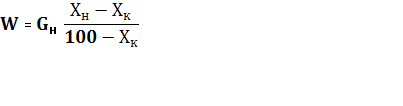 W = Gн (Xн − Xк) / (100 − Xк)